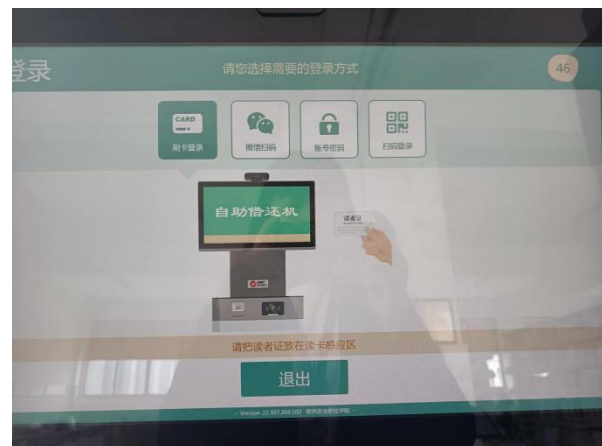 登录
请您选择需要的登录方式
46
CARD
刷卡登录
微信扫码
账号密码
扫码登录
自助借还机
读者证
请把读者证放在读卡感应区
退出